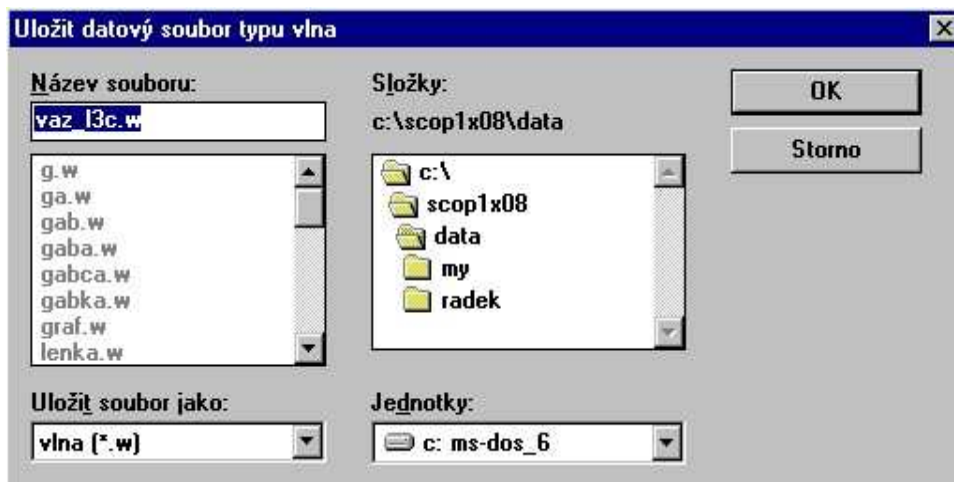 Uložit datový soubor typu vlna
Název souboru:
vaz_l3c.w
g.w
ga.w
gab.w
gaba.w
gabca.w
gabka.w
graf.w
lenka.w
Uložit soubor jako:
vlna (*.w)
Složky:
c:\scop1x08\data
c:\
scop1x08
data
my
radek
Jednotky:
c: ms-dos_6
OK
Storno